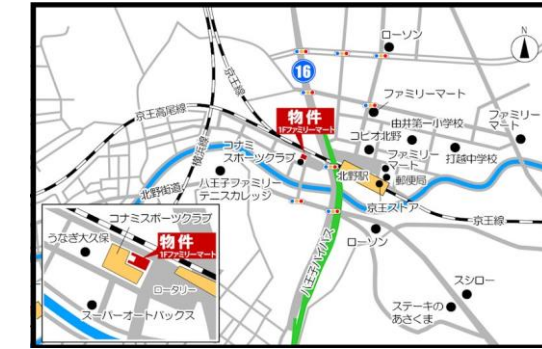 ローソン
N
16
京王線
ファミリーマート
京王高尾線
物件
1Fファミリーマート
由井第一小学校
ファミリー
マート
横浜線
コナミ
スポーツクラブ
コピオ北野
打越中学校
ファミリー
マート
北野駅
郵便局
北野街道
八王子ファミリー
テニスカレッジ
京王ストア
京王線
ローソン
八王子バイパス
スシロー
ステーキの
あさくま
コナミスポーツクラブ
うなぎ大久保
物件
1Fファミリーマート
ロータリー
スーパーオートバックス